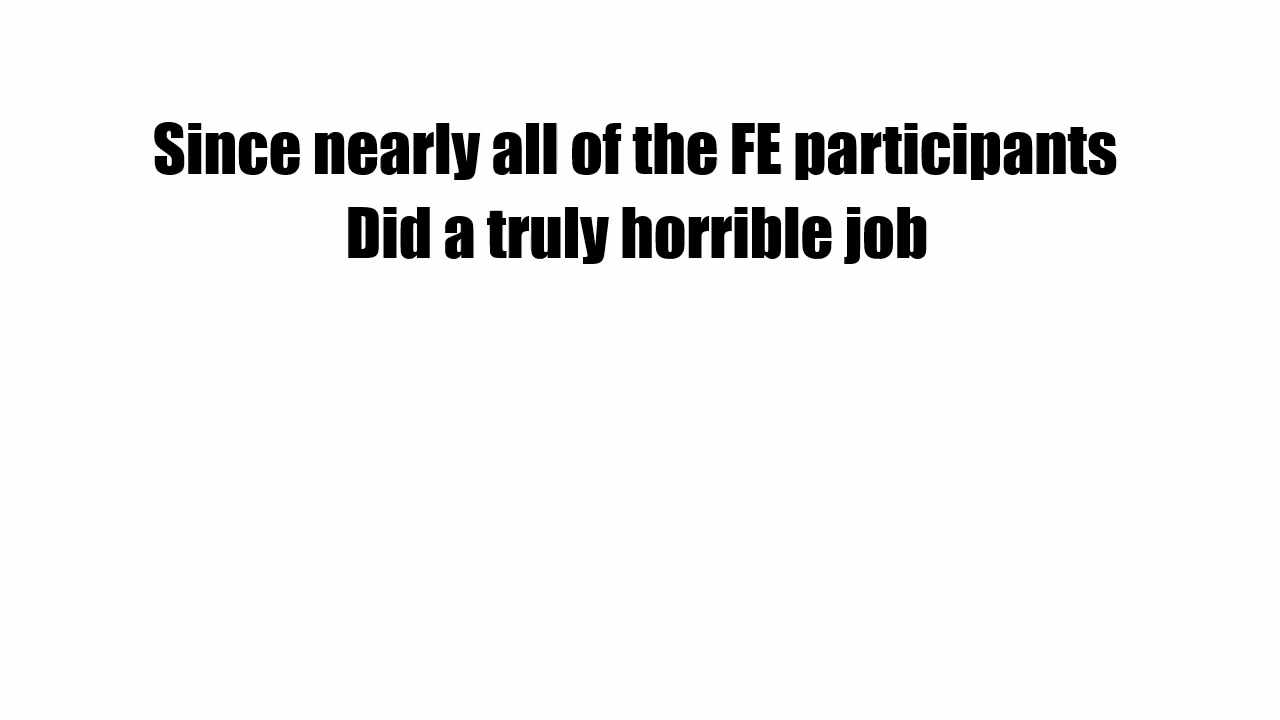 Since nearly all of the FE participants
Did a truly horrible job